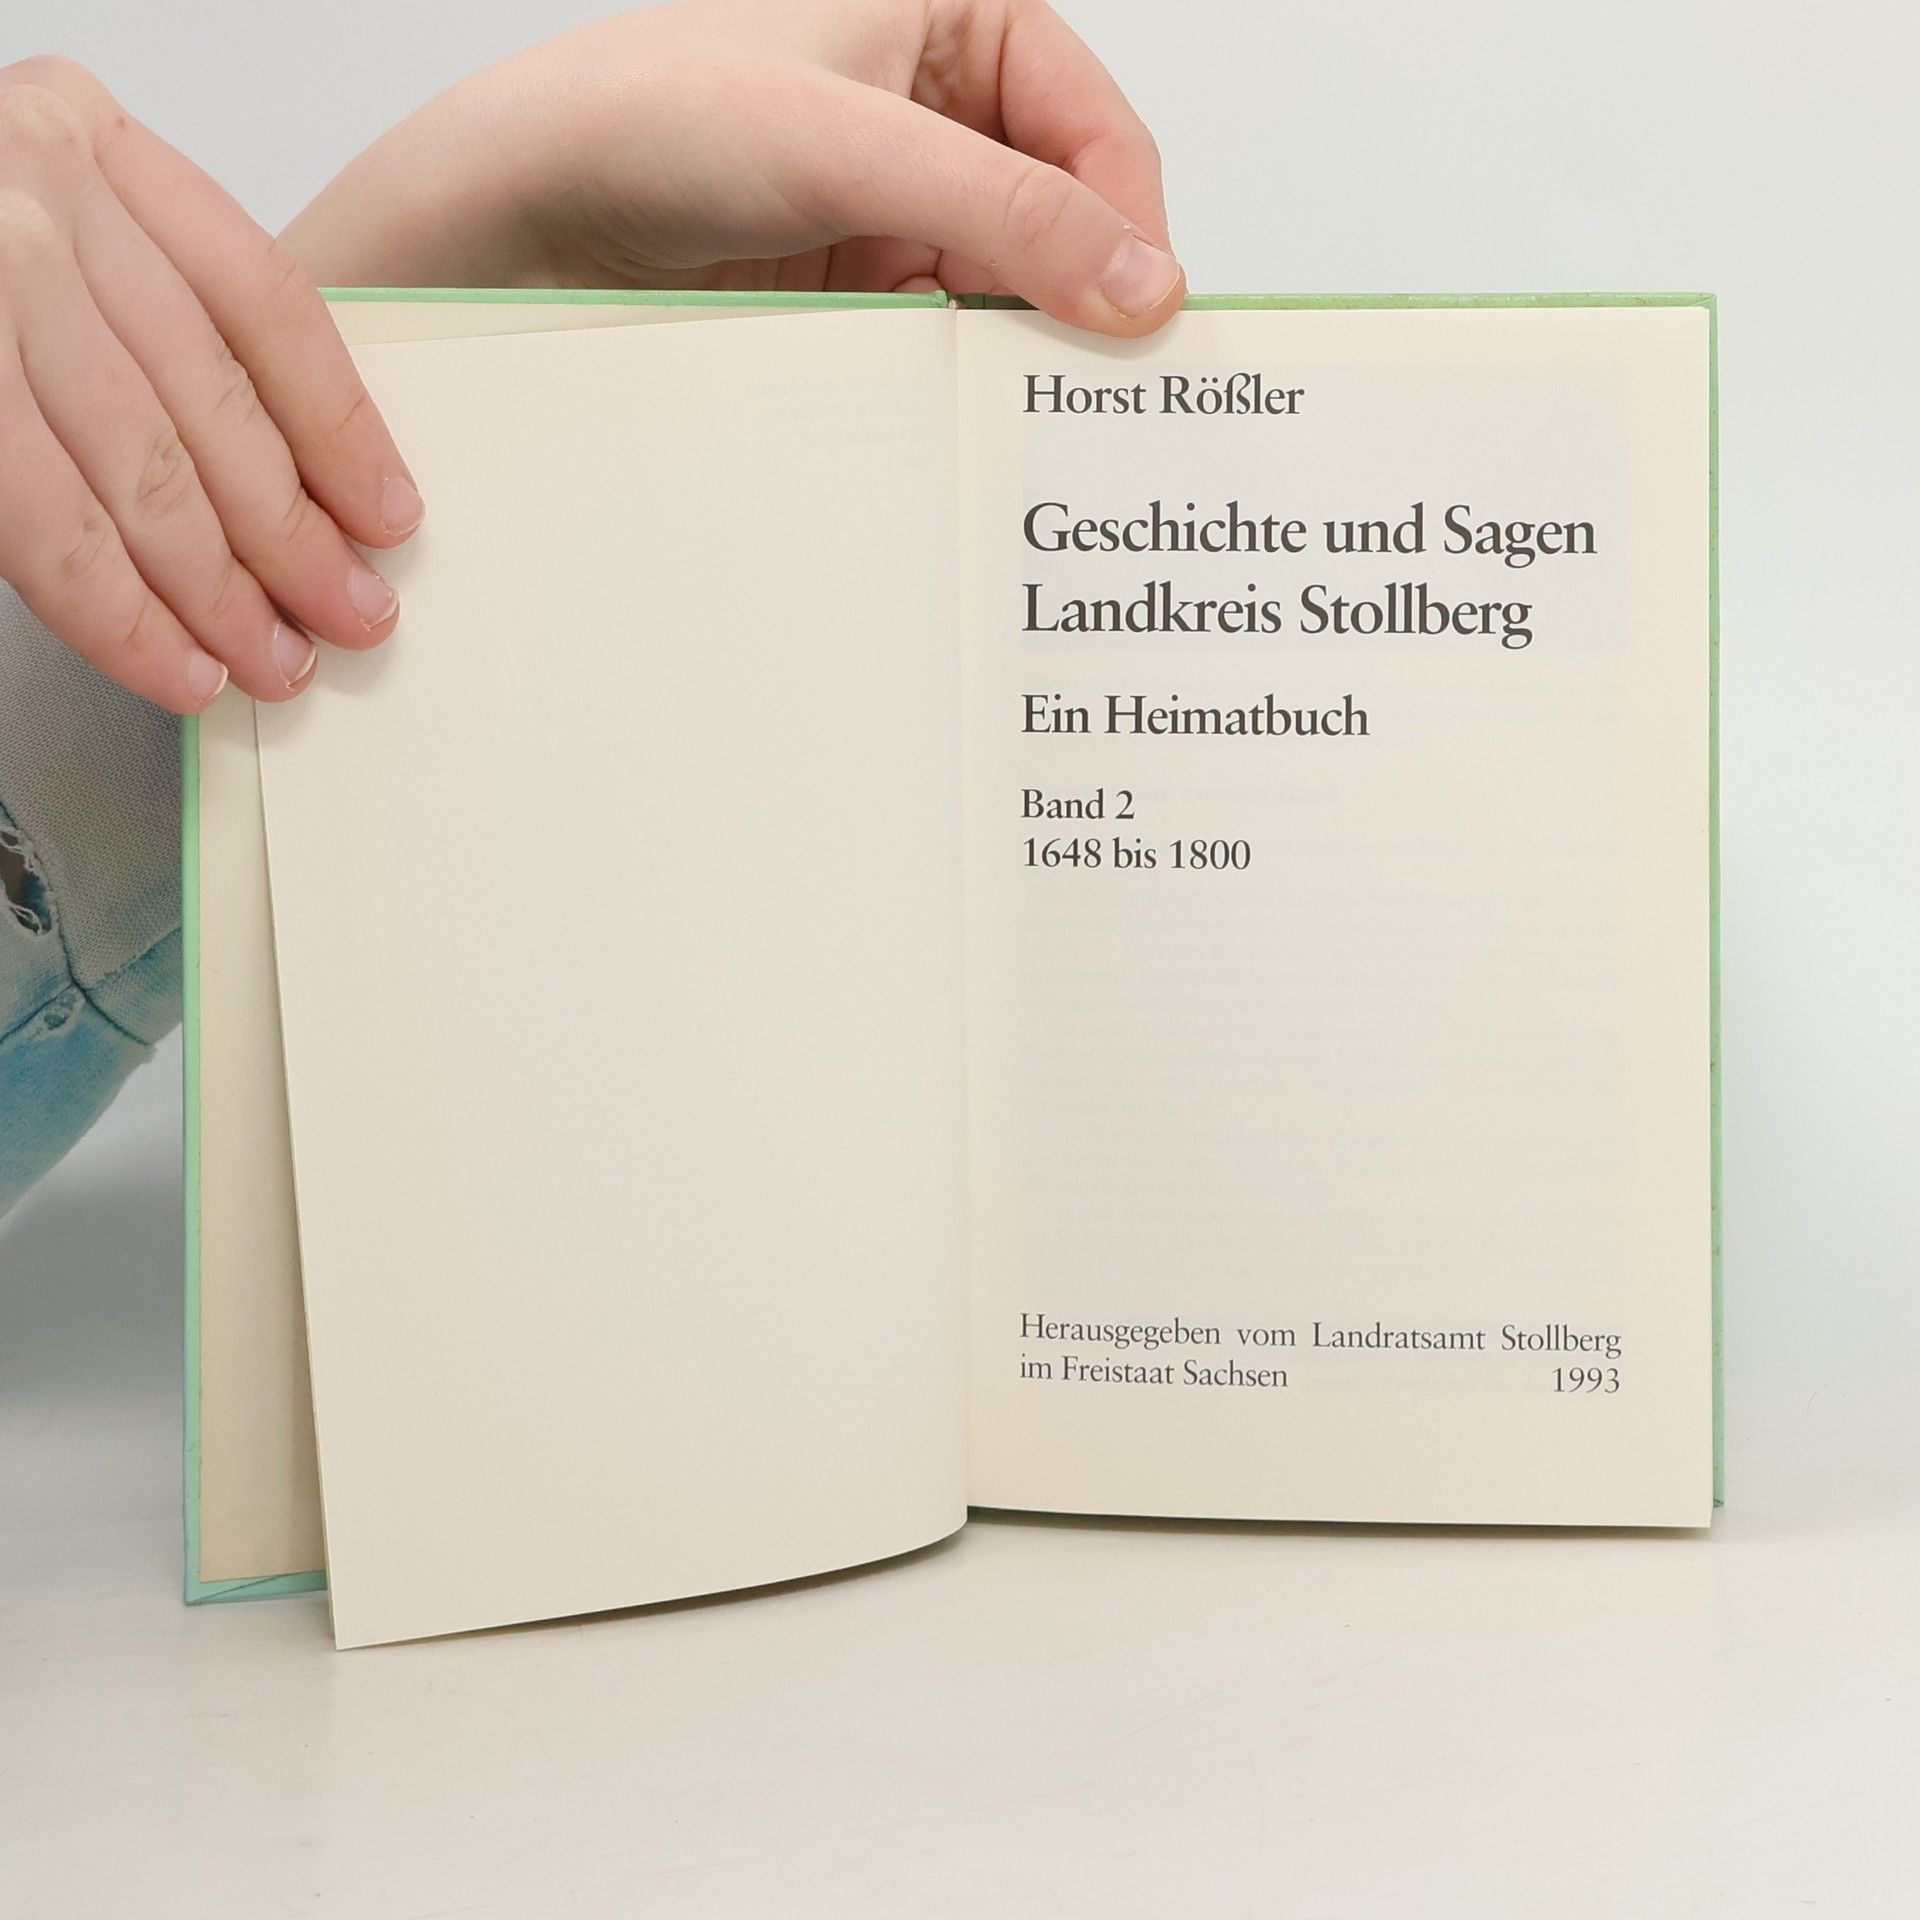 Horst Rößler
Geschichte und Sagen
Landkreis Stollberg
Ein Heimatbuch
Band 2
1648 bis 1800
Herausgegeben vom Landratsamt Stollberg
im Freistaat Sachsen 1993